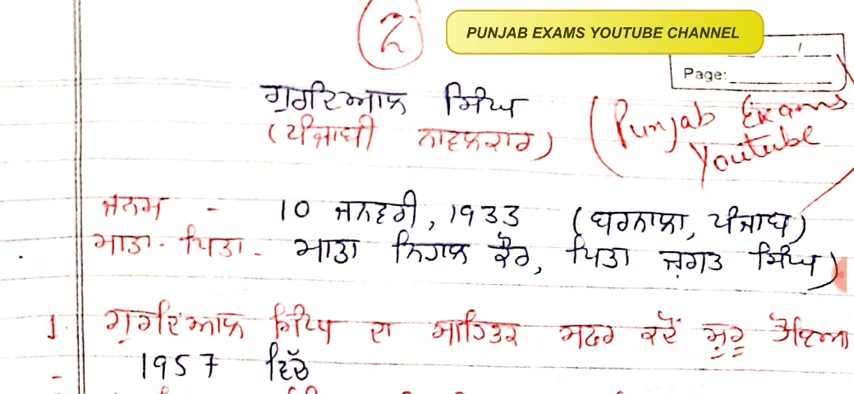 2
PUNJAB EXAMS YOUTUBE CHANNEL
Page:
ਗੁਰਦਿਆਲ ਸਿੰਘ
(ਪੰਜਾਬੀ ਨਾਵਲਕਾਰ)
(Punjab Exams
Youtube
ਜਨਮ - 10 ਜਨਵਰੀ, 1933 (ਬਰਨਾਲਾ, ਪੰਜਾਬ)
ਮਾਤਾ-ਪਿਤਾ - ਮਾਤਾ ਨਿਹਾਲ ਕੌਰ, ਪਿਤਾ ਜਗਤ ਸਿੰਘ)
1. ਗੁਰਦਿਆਲ ਸਿੰਘ ਦਾ ਸਾਹਿਤਕ ਸਫਰ ਕਦੋਂ ਸ਼ੁਰੂ ਹੋਇਆ
- 1957 ਵਿੱਚ